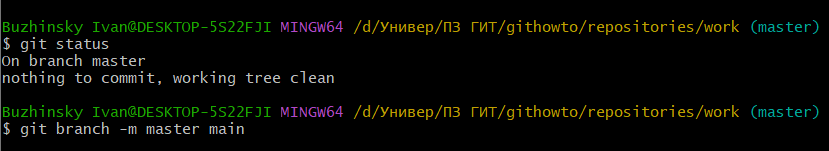 Buzhinsky Ivan@DESKTOP-5S22FJI MINGW64 /d/Универ/ПЗ ГИТ/githowto/repositories/work (master)
$ git status
On branch master
nothing to commit, working tree clean
Buzhinsky Ivan@DESKTOP-5S22FJI MINGW64 /d/Универ/ПЗ ГИТ/githowto/repositories/work (master)
$ git branch -m master main